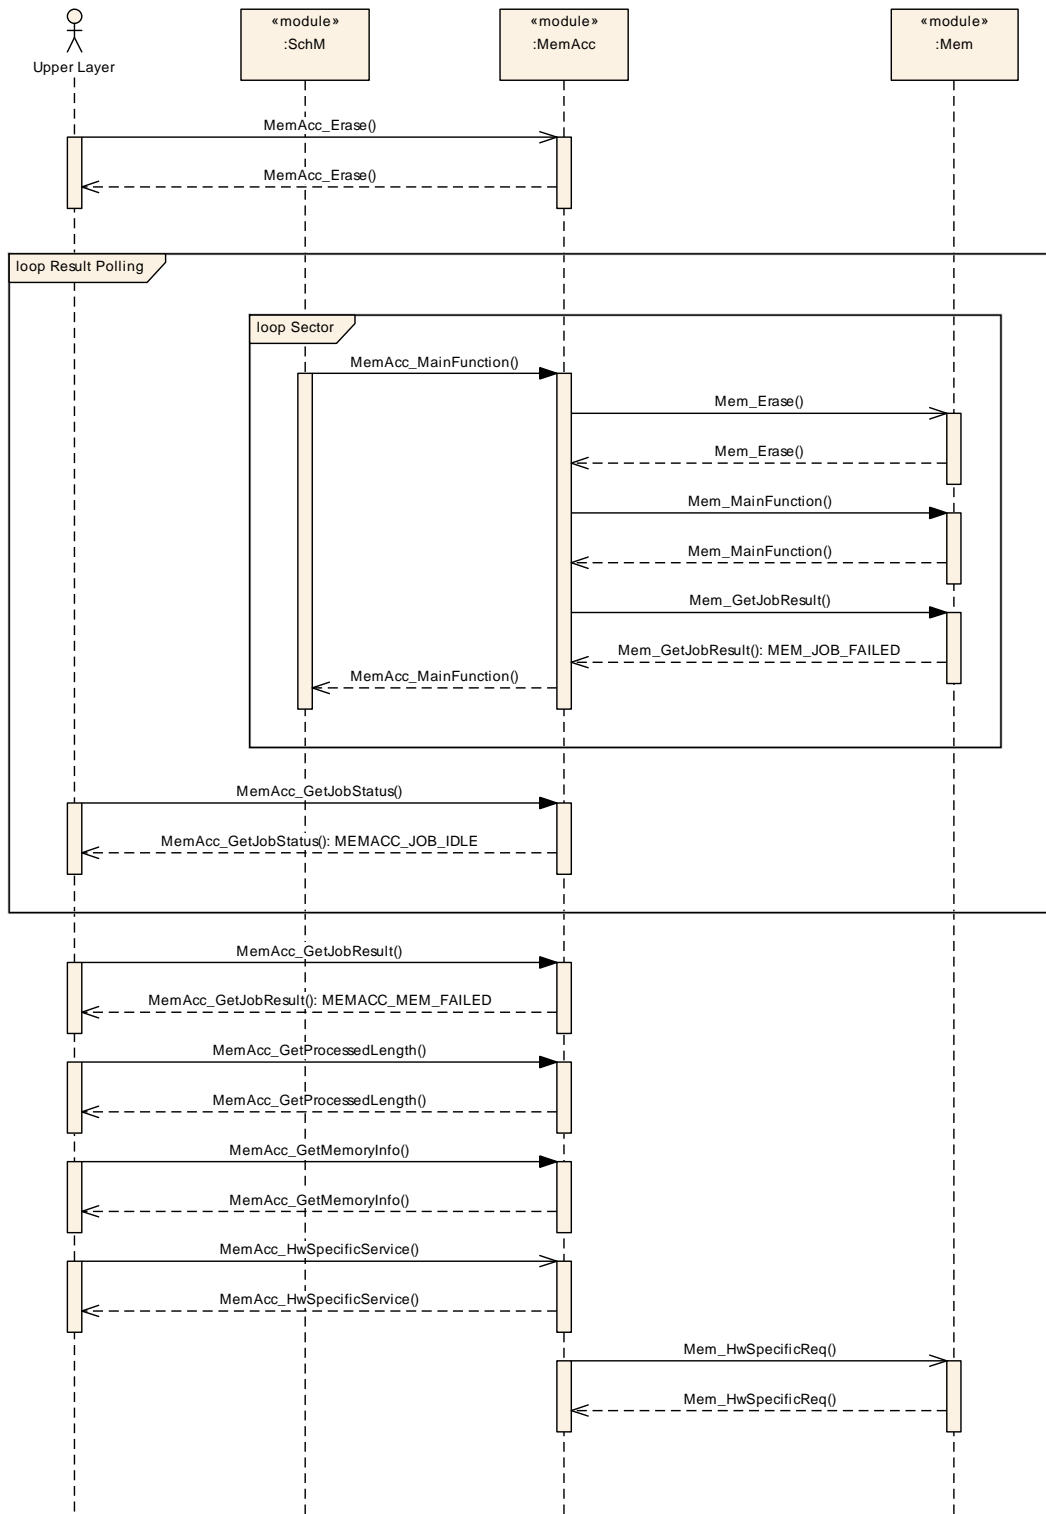 «module»
:SchM
«module»
:MemAcc
«module»
:Mem
Upper Layer
MemAcc_Erase()
MemAcc_Erase()
loop Result Polling
loop Sector
MemAcc_MainFunction()
Mem_Erase()
Mem_Erase()
Mem_MainFunction()
Mem_MainFunction()
Mem_GetJobResult()
Mem_GetJobResult(): MEM_JOB_FAILED
MemAcc_MainFunction()
MemAcc_GetJobStatus()
MemAcc_GetJobStatus(): MEMACC_JOB_IDLE
MemAcc_GetJobResult()
MemAcc_GetJobResult(): MEMACC_MEM_FAILED
MemAcc_GetProcessedLength()
MemAcc_GetProcessedLength()
MemAcc_GetMemoryInfo()
MemAcc_GetMemoryInfo()
MemAcc_HwSpecificService()
MemAcc_HwSpecificService()
Mem_HwSpecificReq()
Mem_HwSpecificReq()